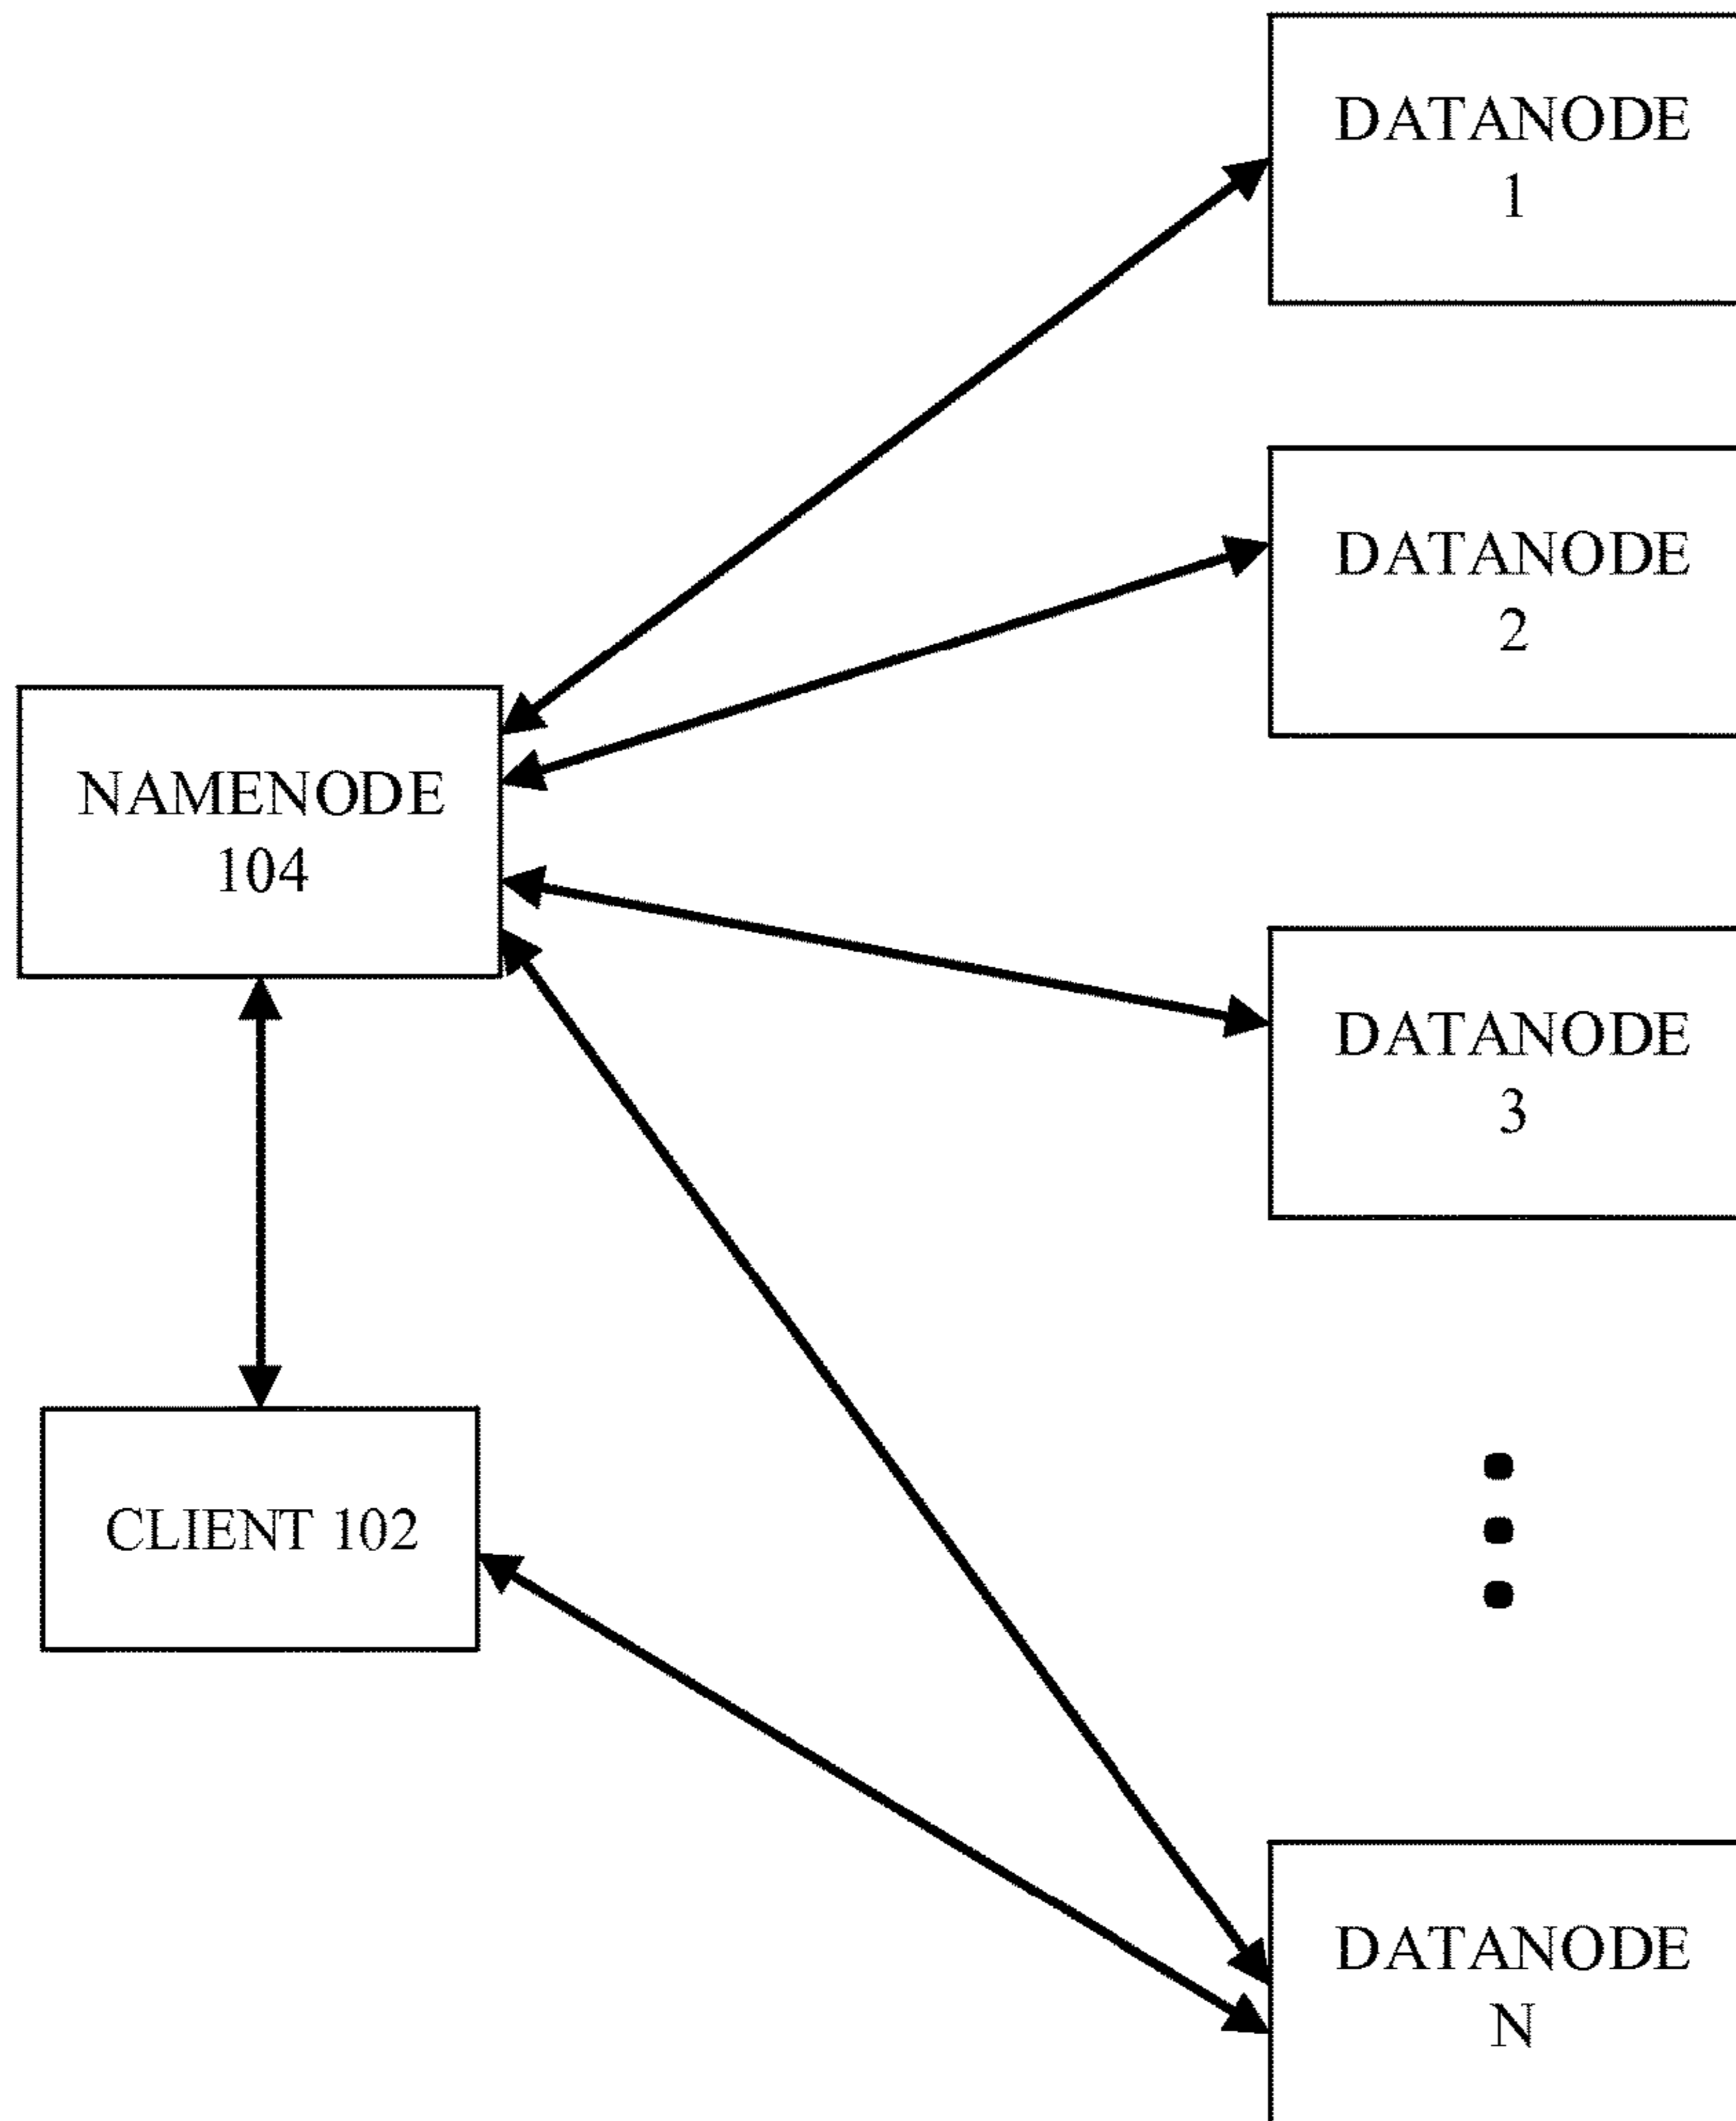 DATANODE
1
DATANODE
2
NAMENODE
104
DATANODE
3
CLIENT 102
DATANODE
N